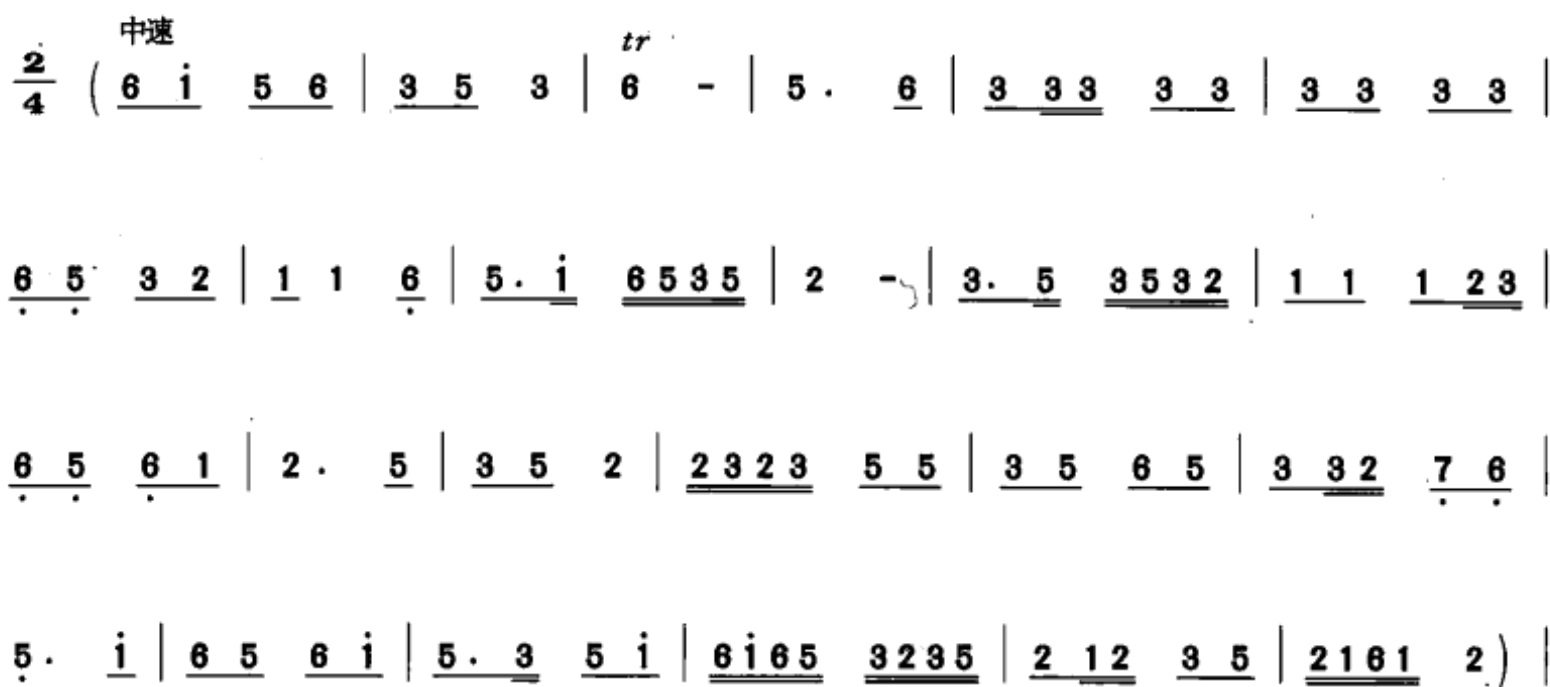 中速
tr
2/4 ( 6 i̇ 5 6 | 3 5 3 | 6 - | 5 . 6 | 3 3 3 3 3 | 3 3 3 3 |
6̣ 5̣ 3 2 | 1 1 6̣ | 5 . i̇ 6 5 3 5 | 2 - | 3 . 5 3 5 3 2 | 1 1 1 2 3 |
6̣ 5̣ 6̣ 1 | 2 . 5 | 3 5 2 | 2 3 2 3 5 5 | 3 5 6 5 | 3 3 2 7̣ 6̣ |
5̣ . i̇ | 6 5 6 i̇ | 5 . 3 5 i̇ | 6 i̇ 6 5 3 2 3 5 | 2 1 2 3 5 | 2 1 6 1 2 ) |